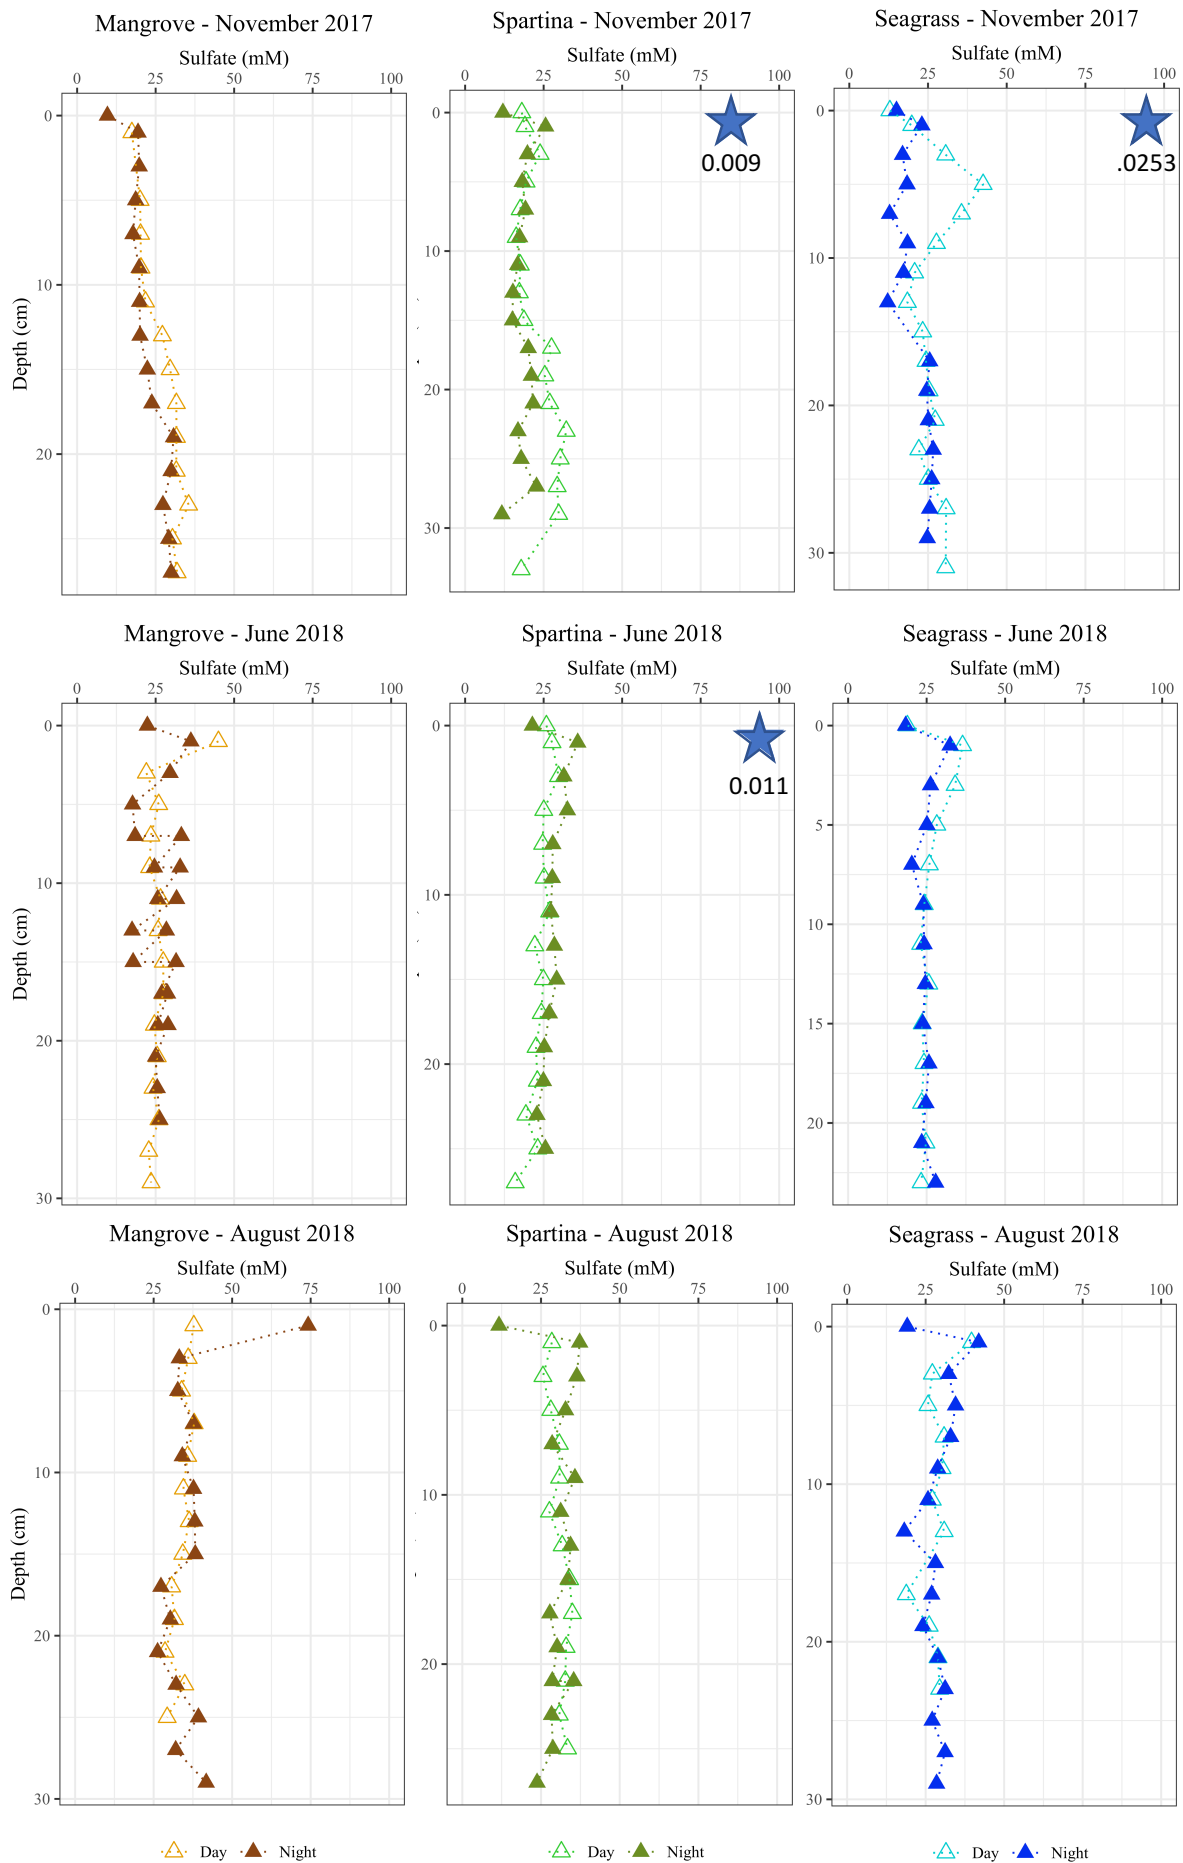 Mangrove - November 2017
Sulfate (mM)
0 25 50 75 100
0
10
20
Depth (cm)
Spartina - November 2017
Sulfate (mM)
0 25 50 75 100
0
10
20
30
0.009
Seagrass - November 2017
Sulfate (mM)
0 25 50 75 100
0
10
20
30
.0253
Mangrove - June 2018
Sulfate (mM)
0 25 50 75 100
0
10
20
30
Depth (cm)
Spartina - June 2018
Sulfate (mM)
0 25 50 75 100
0
10
20
0.011
Seagrass - June 2018
Sulfate (mM)
0 25 50 75 100
0
5
10
15
20
Mangrove - August 2018
Sulfate (mM)
0 25 50 75 100
0
10
20
30
Depth (cm)
Spartina - August 2018
Sulfate (mM)
0 25 50 75 100
0
10
20
Seagrass - August 2018
Sulfate (mM)
0 25 50 75 100
0
10
20
30
Day Night
Day Night
Day Night